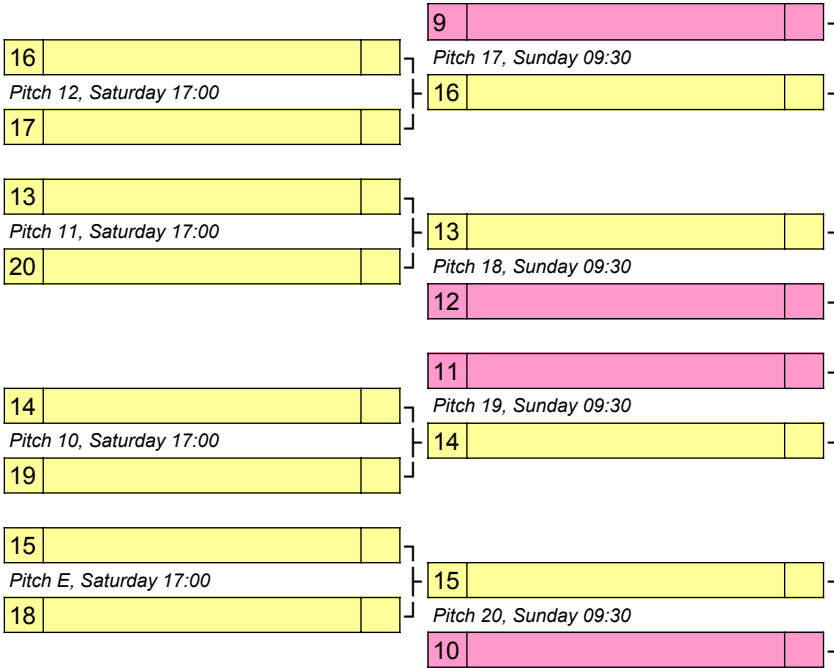 9
Pitch 17, Sunday 09:30
16
16
Pitch 12, Saturday 17:00
17
13
Pitch 11, Saturday 17:00
20
13
Pitch 18, Sunday 09:30
12
11
Pitch 19, Sunday 09:30
14
14
Pitch 10, Saturday 17:00
19
15
Pitch E, Saturday 17:00
18
15
Pitch 20, Sunday 09:30
10